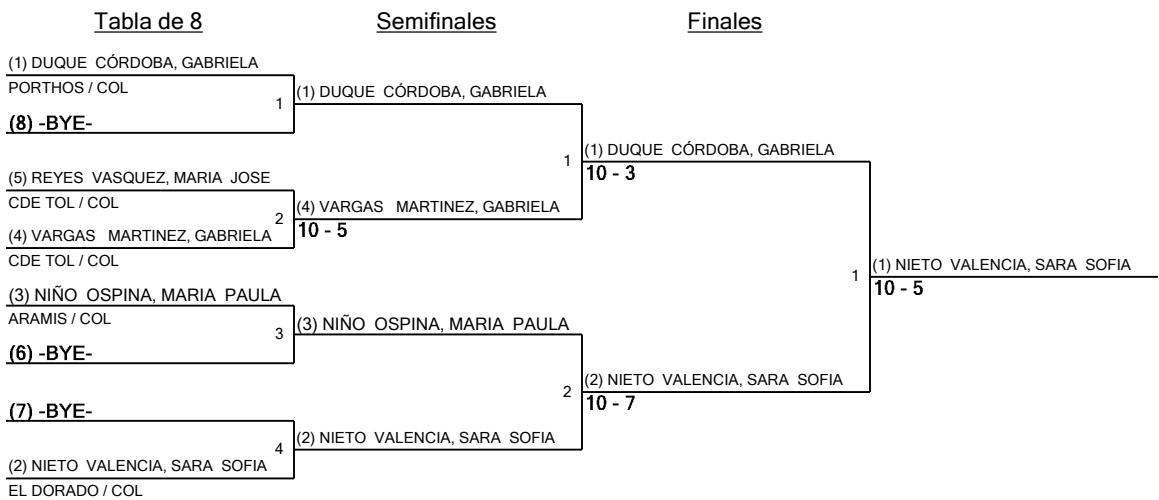 Tabla de 8
Semifinales
Finales
(1) DUQUE CÓRDOBA, GABRIELA
PORTHOS / COL
1
(8) -BYE-
(5) REYES VASQUEZ, MARIA JOSE
CDE TOL / COL
2
(4) VARGAS MARTINEZ, GABRIELA
CDE TOL / COL
(3) NIÑO OSPINA, MARIA PAULA
ARAMIS / COL
3
(6) -BYE-
(7) -BYE-
4
(2) NIETO VALENCIA, SARA SOFIA
EL DORADO / COL
(1) DUQUE CÓRDOBA, GABRIELA
1
(4) VARGAS MARTINEZ, GABRIELA
10 - 5
(3) NIÑO OSPINA, MARIA PAULA
2
(2) NIETO VALENCIA, SARA SOFIA
(1) DUQUE CÓRDOBA, GABRIELA
10 - 3
1
(2) NIETO VALENCIA, SARA SOFIA
10 - 7
(1) NIETO VALENCIA, SARA SOFIA
10 - 5